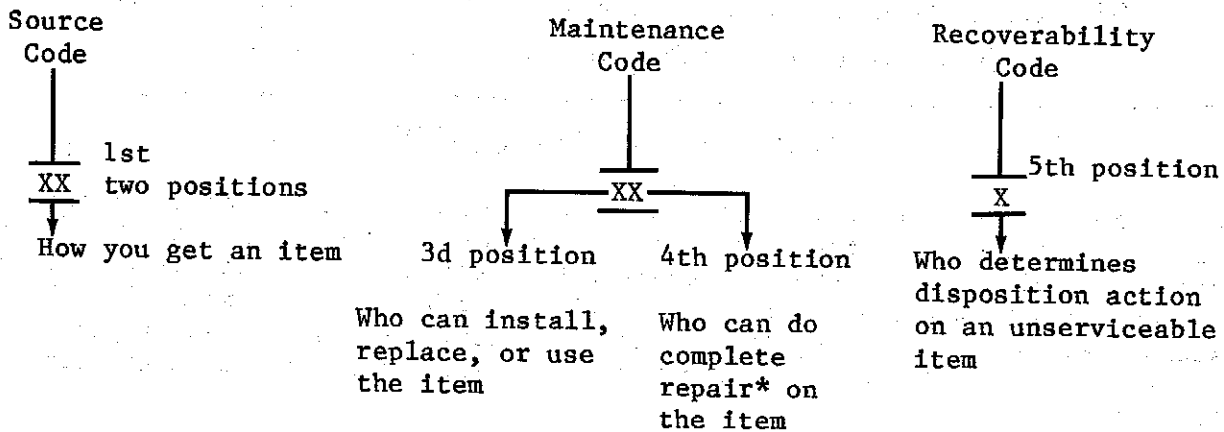 Source
Code
XX
1st
two positions
How you get an item
Maintenance
Code
XX
3d position
Who can install,
replace, or use
the item
4th position
Who can do
complete
repair* on
the item
Recoverability
Code
5th position
X
Who determines
disposition action
on an unserviceable
item